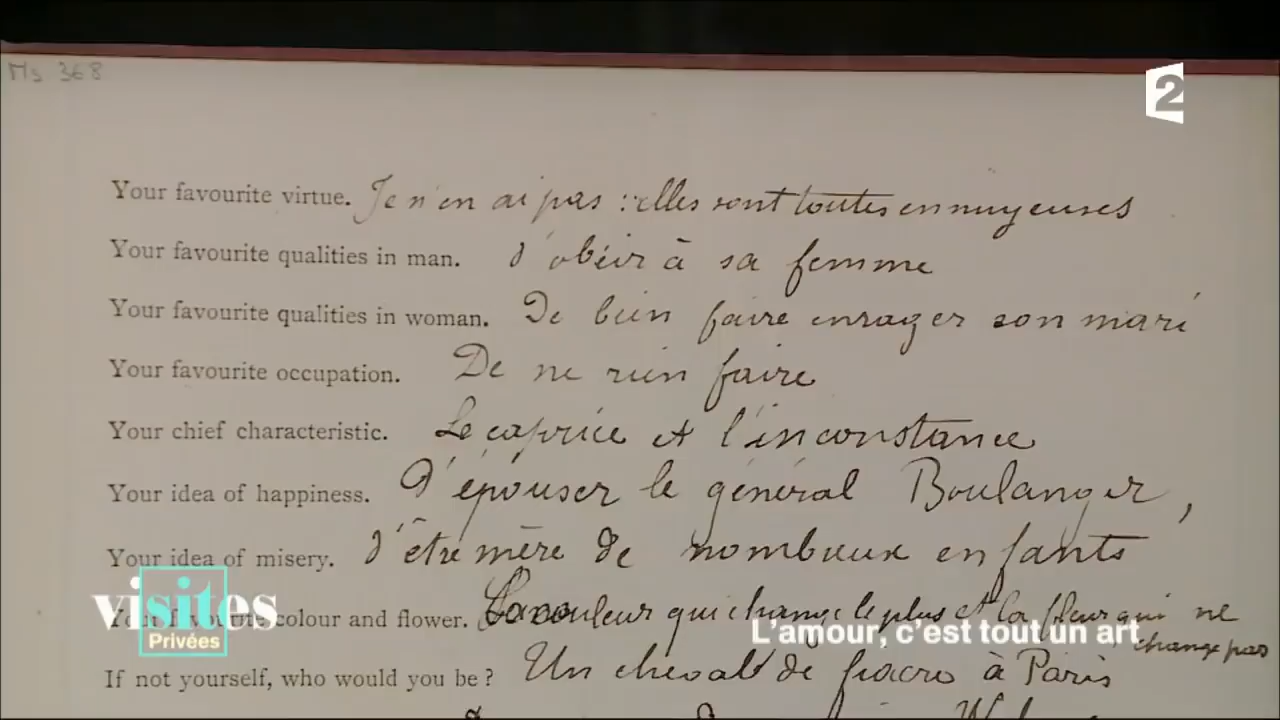 Ms 368
2
Your favourite virtue. Je n'en ai pas : elles sont toutes ennuyeuses
Your favourite qualities in man. d'obéir à sa femme
Your favourite qualities in woman. De bien faire enrager son mari
Your favourite occupation. De ne rien faire
Your chief characteristic. Le caprice et l'inconstance
Your idea of happiness. D'épouser le général Boulanger,
Your idea of misery. d'être mère de nombreux enfants
Your favourite colour and flower. La couleur qui change le plus et la fleur qui ne
change pas
visites
Privées
L'amour, c'est tout un art
If not yourself, who would you be? Un cheval de fiacre à Paris